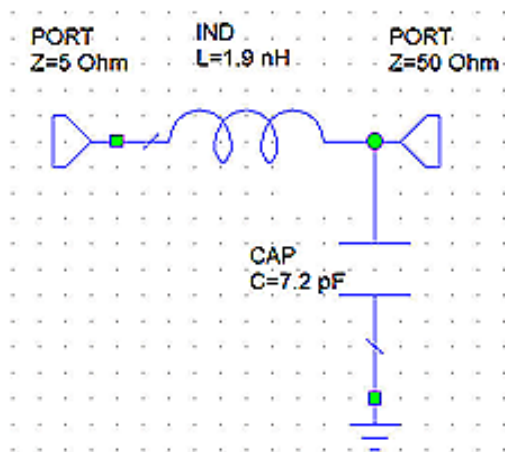 PORT
Z=5 Ohm
IND
L=1.9 nH
PORT
Z=50 Ohm
CAP
C=7.2 pF